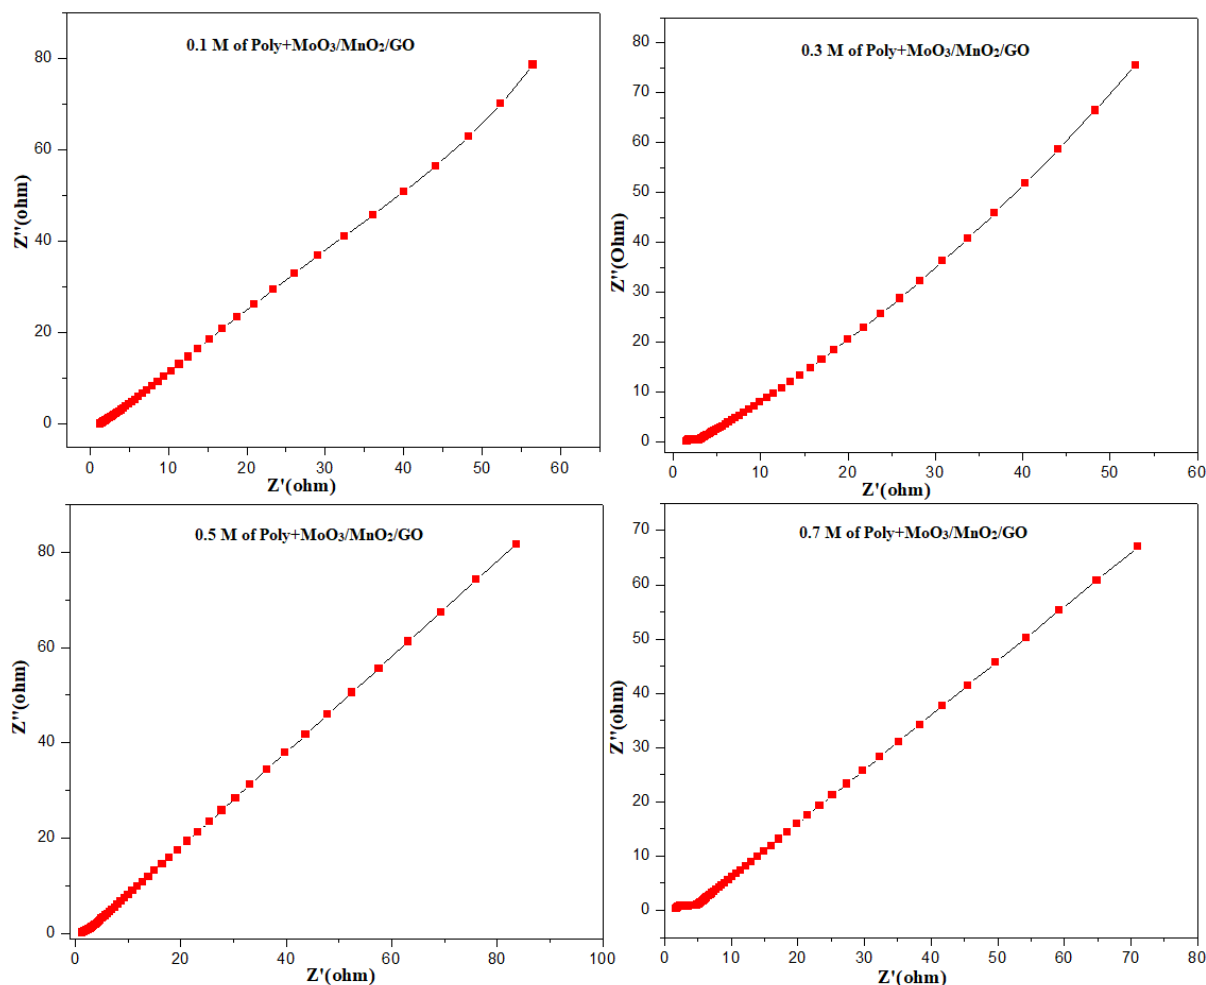 0.1 M of Poly+MoO₃/MnO₂/GO
Z''(ohm)
80
60
40
20
0
0 10 20 30 40 50 60
Z'(ohm)
0.3 M of Poly+MoO₃/MnO₂/GO
Z''(Ohm)
80
70
60
50
40
30
20
10
0
0 10 20 30 40 50 60
Z'(ohm)
0.5 M of Poly+MoO₃/MnO₂/GO
Z''(ohm)
80
60
40
20
0
0 20 40 60 80 100
Z'(ohm)
0.7 M of Poly+MoO₃/MnO₂/GO
Z''(ohm)
70
60
50
40
30
20
10
0
0 10 20 30 40 50 60 70 80
Z'(ohm)